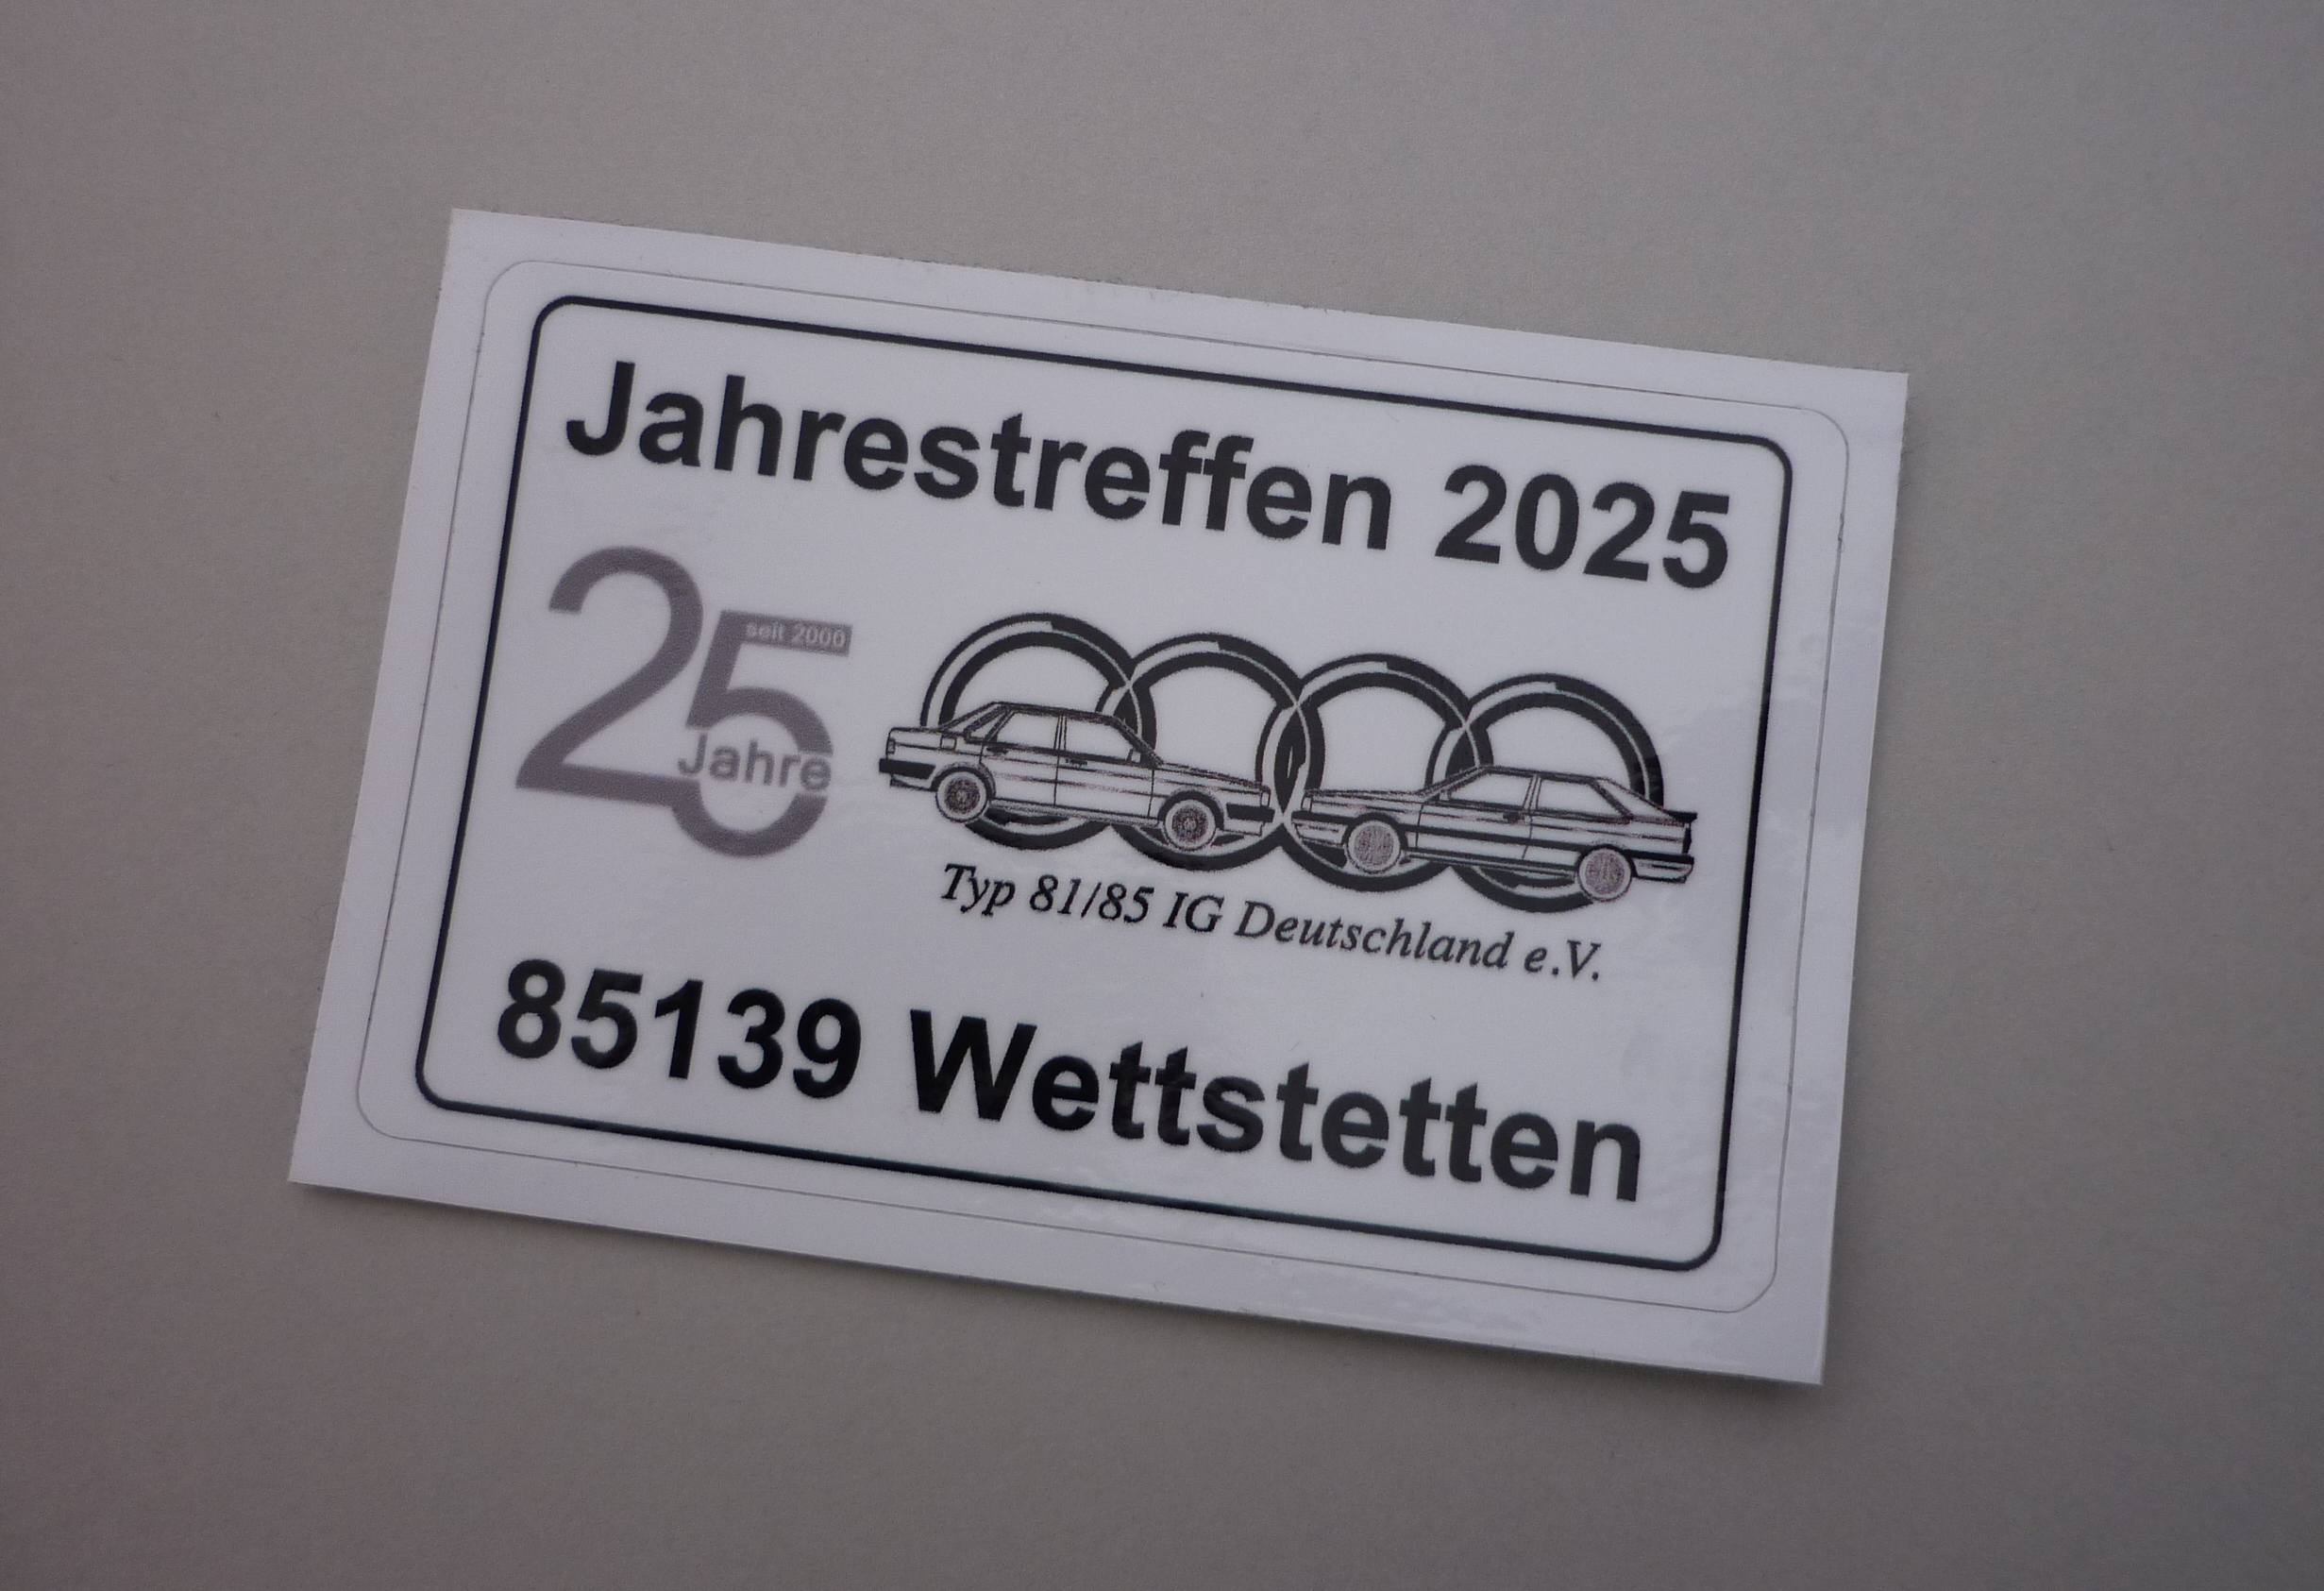 Jahrestreffen 2025
25
seit 2000
Jahre
Typ 81/85 IG Deutschland e.V.
85139 Wettstetten